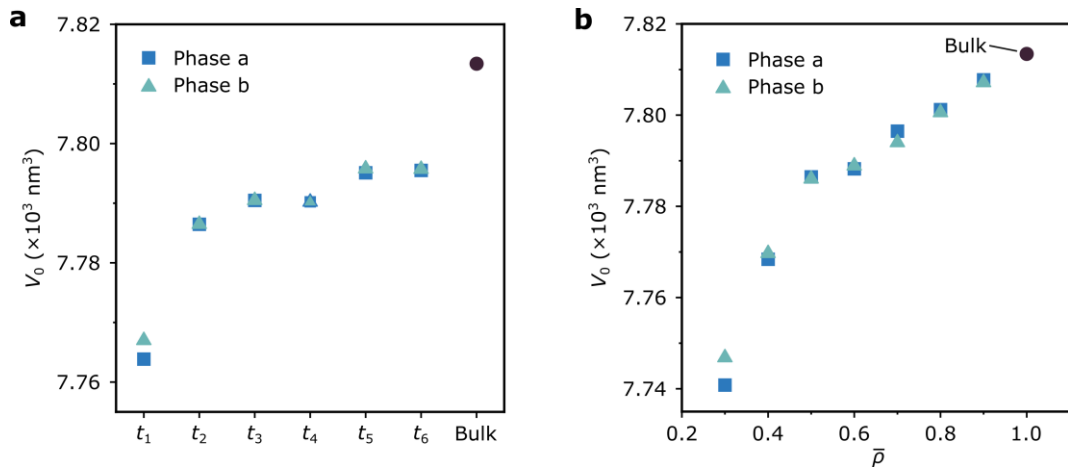 a
7.82
7.80
7.78
7.76
V₀ (×10³ nm³)
Phase a
Phase b
t₁ t₂ t₃ t₄ t₅ t₆ Bulk
b
7.82
7.80
7.78
7.76
7.74
V₀ (×10³ nm³)
Phase a
Phase b
Bulk
0.2 0.4 0.6 0.8 1.0
ρ̅